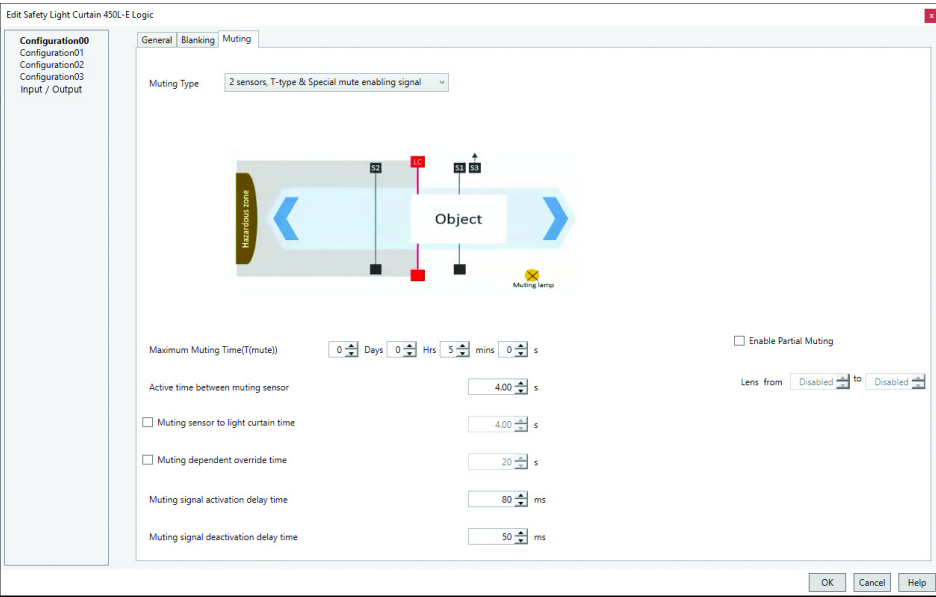 Edit Safety Light Curtain 450L-E Logic
x
Configuration00
Configuration01
Configuration02
Configuration03
Input / Output
General Blanking Muting
Muting Type 2 sensors, T-type & Special mute enabling signal
S2 LC S1 S3
Hazardous zone
Object
Muting lamp
Maximum Muting Time(T(mute)) 0 Days 0 Hrs 5 mins 0 s
Enable Partial Muting
Active time between muting sensor 4.00 s
Lens from Disabled to Disabled
Muting sensor to light curtain time 4.00 s
Muting dependent override time 20 s
Muting signal activation delay time 80 ms
Muting signal deactivation delay time 50 ms
OK Cancel Help